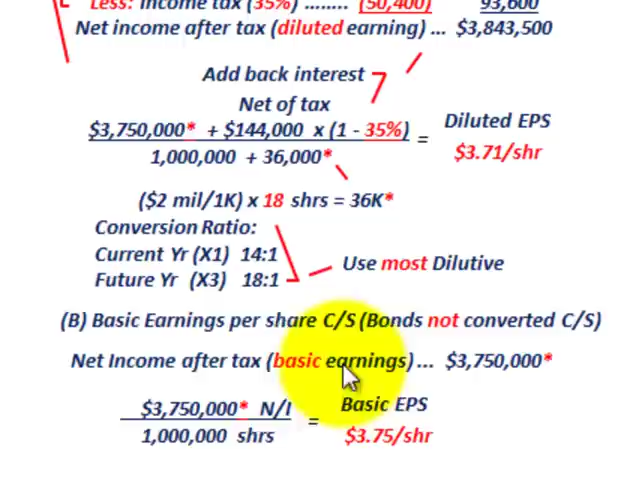 Less: Income tax (35%) ........ (50,400) 93,600
Net income after tax (diluted earning) ... $3,843,500
Add back interest
Net of tax
$3,750,000* + $144,000 x (1 - 35%)
1,000,000 + 36,000*
=
Diluted EPS
$3.71/shr
($2 mil/1K) x 18 shrs = 36K*
Conversion Ratio:
Current Yr (X1) 14:1
Future Yr (X3) 18:1
Use most Dilutive
(B) Basic Earnings per share C/S (Bonds not converted C/S)
Net Income after tax (basic earnings) ... $3,750,000*
$3,750,000* N/I
1,000,000 shrs
=
Basic EPS
$3.75/shr